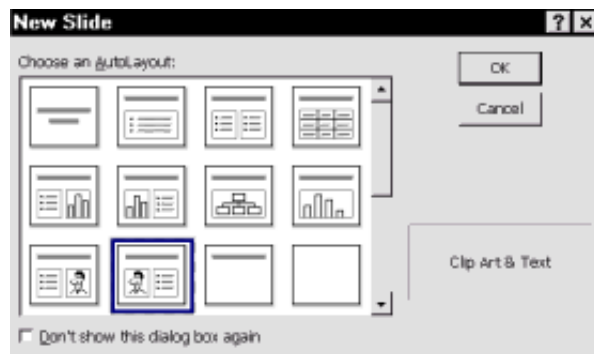 New Slide
Choose an AutoLayout:
OK
Cancel
Clip Art & Text
Don't show this dialog box again